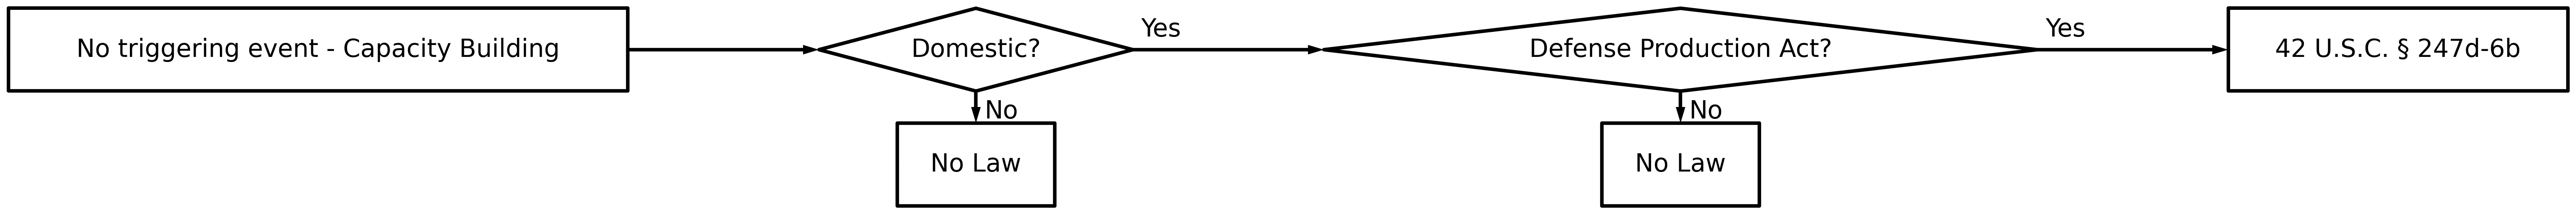 No triggering event - Capacity Building
Domestic?
Yes
Defense Production Act?
Yes
42 U.S.C. § 247d-6b
No
No
No Law
No Law